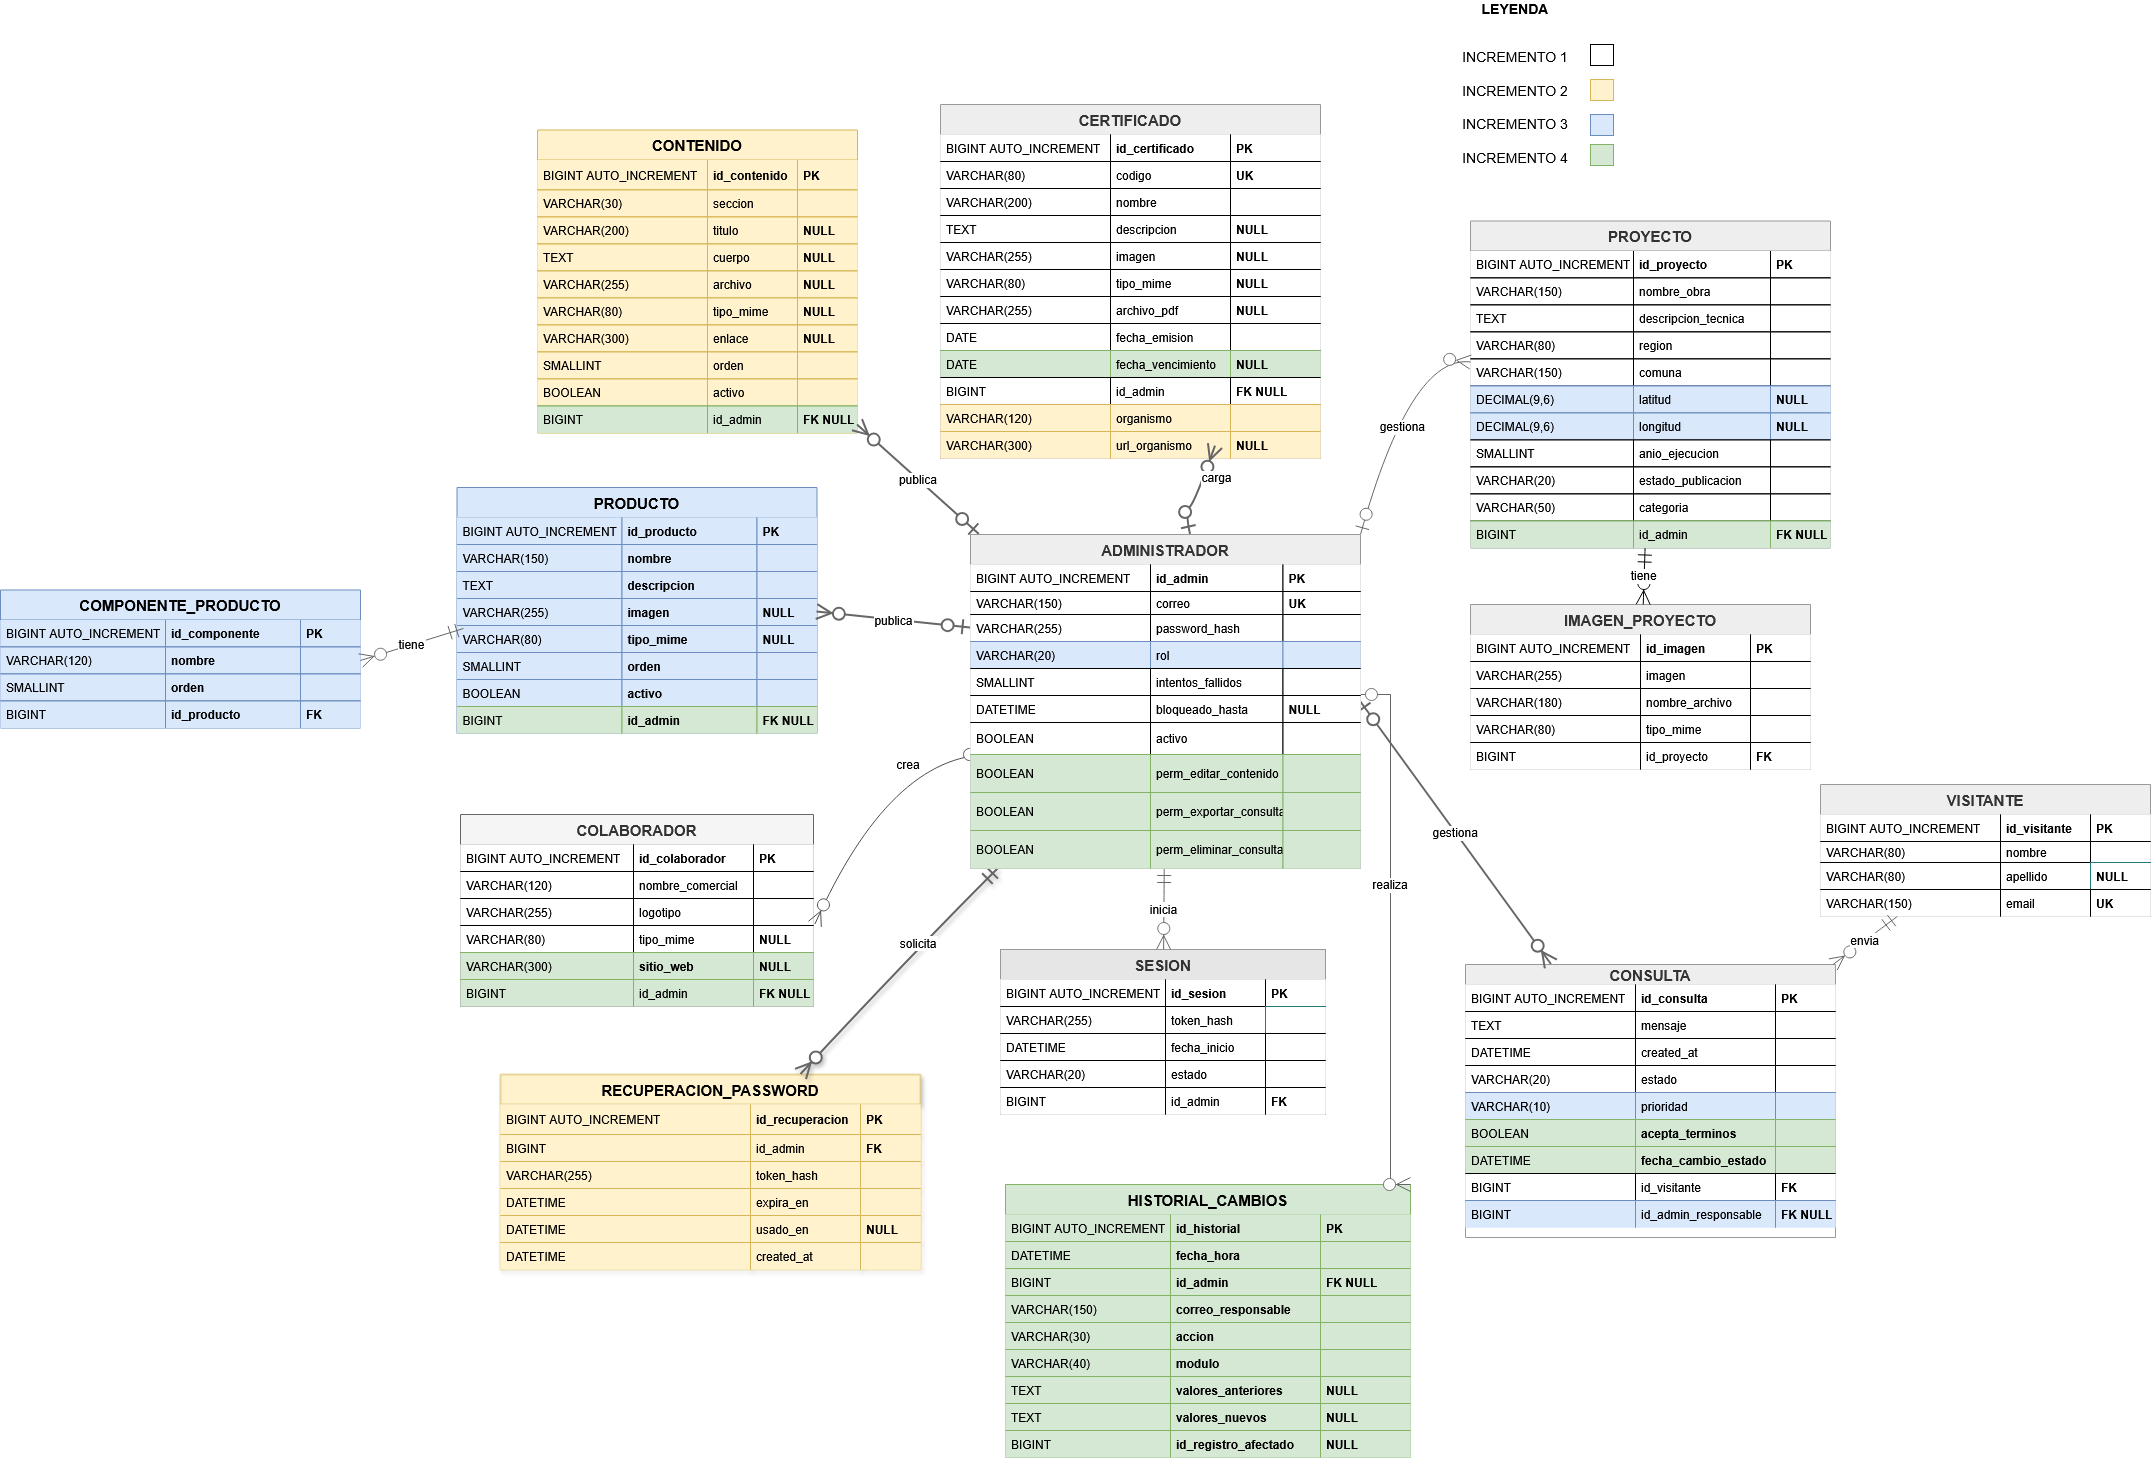 LEYENDA
INCREMENTO 1
INCREMENTO 2
INCREMENTO 3
INCREMENTO 4
CONTENIDO
BIGINT AUTO_INCREMENT id_contenido PK
VARCHAR(30) seccion
VARCHAR(200) titulo NULL
TEXT cuerpo NULL
VARCHAR(255) archivo NULL
VARCHAR(80) tipo_mime NULL
VARCHAR(300) enlace NULL
SMALLINT orden
BOOLEAN activo
BIGINT id_admin FK NULL
CERTIFICADO
BIGINT AUTO_INCREMENT id_certificado PK
VARCHAR(80) codigo UK
VARCHAR(200) nombre
TEXT descripcion NULL
VARCHAR(255) imagen NULL
VARCHAR(80) tipo_mime NULL
VARCHAR(255) archivo_pdf NULL
DATE fecha_emision
DATE fecha_vencimiento NULL
BIGINT id_admin FK NULL
VARCHAR(120) organismo
VARCHAR(300) url_organismo NULL
PROYECTO
BIGINT AUTO_INCREMENT id_proyecto PK
VARCHAR(150) nombre_obra
TEXT descripcion_tecnica
VARCHAR(80) region
VARCHAR(150) comuna
DECIMAL(9,6) latitud NULL
DECIMAL(9,6) longitud NULL
SMALLINT anio_ejecucion
VARCHAR(20) estado_publicacion
VARCHAR(50) categoria
BIGINT id_admin FK NULL
gestiona
publica
carga
PRODUCTO
BIGINT AUTO_INCREMENT id_producto PK
VARCHAR(150) nombre
TEXT descripcion
VARCHAR(255) imagen NULL
VARCHAR(80) tipo_mime NULL
SMALLINT orden
BOOLEAN activo
BIGINT id_admin FK NULL
publica
tiene
COMPONENTE_PRODUCTO
BIGINT AUTO_INCREMENT id_componente PK
VARCHAR(120) nombre
SMALLINT orden
BIGINT id_producto FK
tiene
ADMINISTRADOR
BIGINT AUTO_INCREMENT id_admin PK
VARCHAR(150) correo UK
VARCHAR(255) password_hash
VARCHAR(20) rol
SMALLINT intentos_fallidos
DATETIME bloqueado_hasta NULL
BOOLEAN activo
BOOLEAN perm_editar_contenido
BOOLEAN perm_exportar_consulta
BOOLEAN perm_eliminar_consulta
IMAGEN_PROYECTO
BIGINT AUTO_INCREMENT id_imagen PK
VARCHAR(255) imagen
VARCHAR(180) nombre_archivo
VARCHAR(80) tipo_mime
BIGINT id_proyecto FK
crea
gestiona
realiza
inicia
solicita
envia
COLABORADOR
BIGINT AUTO_INCREMENT id_colaborador PK
VARCHAR(120) nombre_comercial
VARCHAR(255) logotipo
VARCHAR(80) tipo_mime NULL
VARCHAR(300) sitio_web NULL
BIGINT id_admin FK NULL
VISITANTE
BIGINT AUTO_INCREMENT id_visitante PK
VARCHAR(80) nombre
VARCHAR(80) apellido NULL
VARCHAR(150) email UK
SESION
BIGINT AUTO_INCREMENT id_sesion PK
VARCHAR(255) token_hash
DATETIME fecha_inicio
VARCHAR(20) estado
BIGINT id_admin FK
CONSULTA
BIGINT AUTO_INCREMENT id_consulta PK
TEXT mensaje
DATETIME created_at
VARCHAR(20) estado
VARCHAR(10) prioridad
BOOLEAN acepta_terminos
DATETIME fecha_cambio_estado
BIGINT id_visitante FK
BIGINT id_admin_responsable FK NULL
RECUPERACION_PASSWORD
BIGINT AUTO_INCREMENT id_recuperacion PK
BIGINT id_admin FK
VARCHAR(255) token_hash
DATETIME expira_en
DATETIME usado_en NULL
DATETIME created_at
HISTORIAL_CAMBIOS
BIGINT AUTO_INCREMENT id_historial PK
DATETIME fecha_hora
BIGINT id_admin FK NULL
VARCHAR(150) correo_responsable
VARCHAR(30) accion
VARCHAR(40) modulo
TEXT valores_anteriores NULL
TEXT valores_nuevos NULL
BIGINT id_registro_afectado NULL